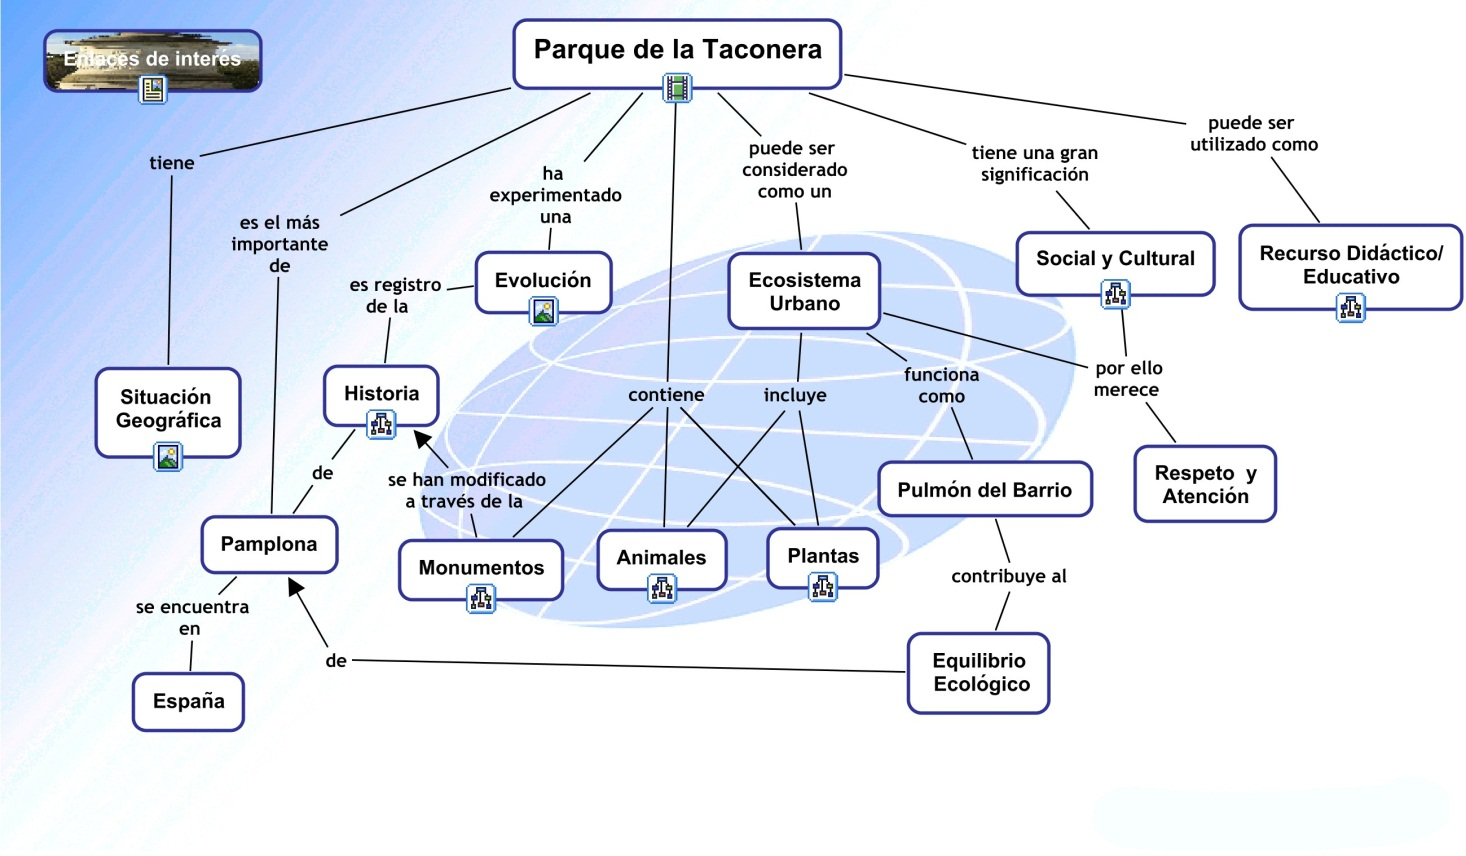 Parque de la Taconera
Enlaces de interés
puede ser
utilizado como
puede ser
considerado
como un
tiene una gran
significación
tiene
ha
experimentado
una
es el más
importante
de
Social y Cultural
Recurso Didáctico/
Educativo
Evolución
Ecosistema
Urbano
es registro
de la
por ello
merece
funciona
como
contiene
incluye
Situación
Geográfica
Historia
de
se han modificado
a través de la
Pulmón del Barrio
Respeto y
Atención
Pamplona
Monumentos
Animales
Plantas
contribuye al
se encuentra
en
de
Equilibrio
Ecológico
España